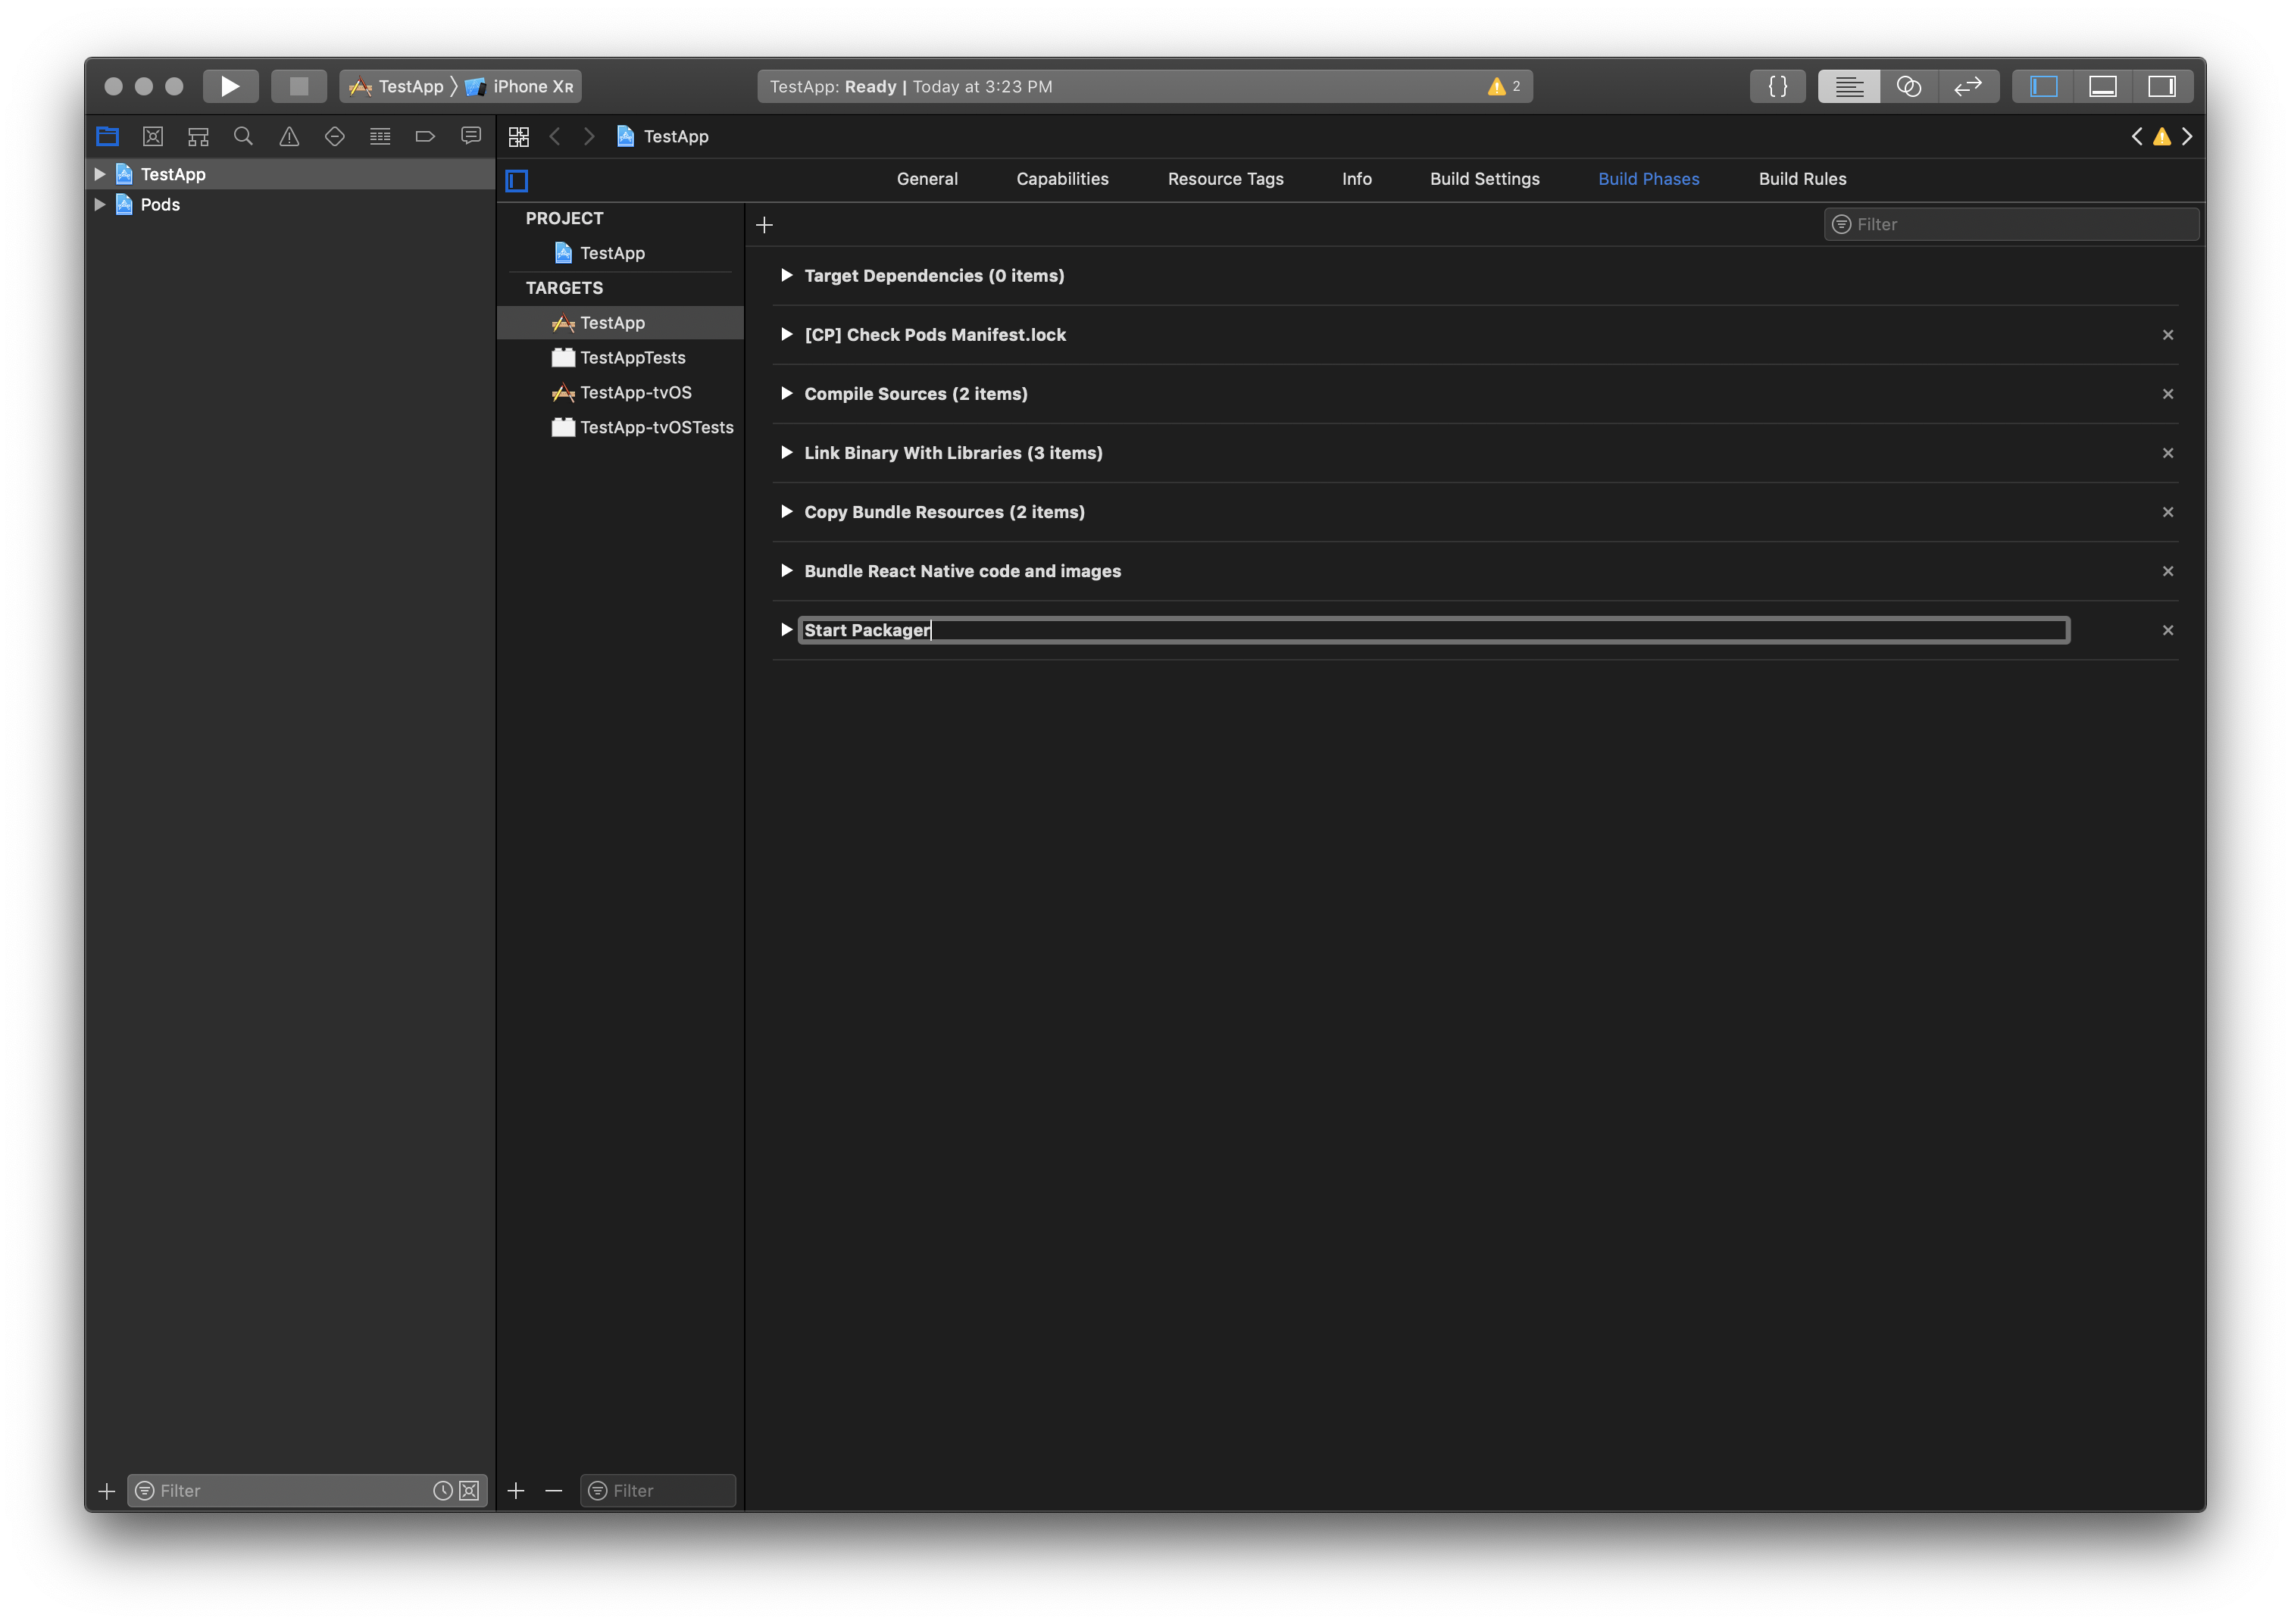 TestApp 〉 iPhone Xʀ
TestApp: Ready | Today at 3:23 PM
2
{ }
TestApp
TestApp
Pods
General Capabilities Resource Tags Info Build Settings Build Phases Build Rules
PROJECT
TestApp
TARGETS
TestApp
TestAppTests
TestApp-tvOS
TestApp-tvOSTests
Filter
Target Dependencies (0 items)
[CP] Check Pods Manifest.lock
Compile Sources (2 items)
Link Binary With Libraries (3 items)
Copy Bundle Resources (2 items)
Bundle React Native code and images
Start Packager
Filter
Filter